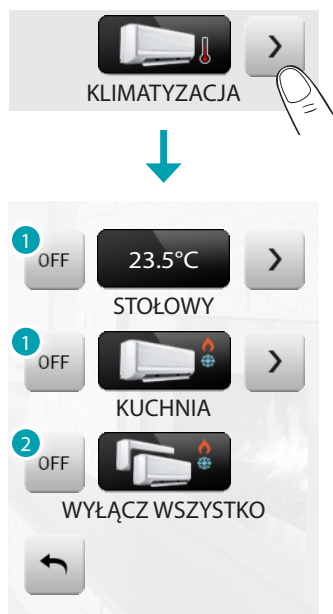 KLIMATYZACJA
1
OFF 23.5°C
STOŁOWY
1
OFF
KUCHNIA
2
OFF
WYŁĄCZ WSZYSTKO